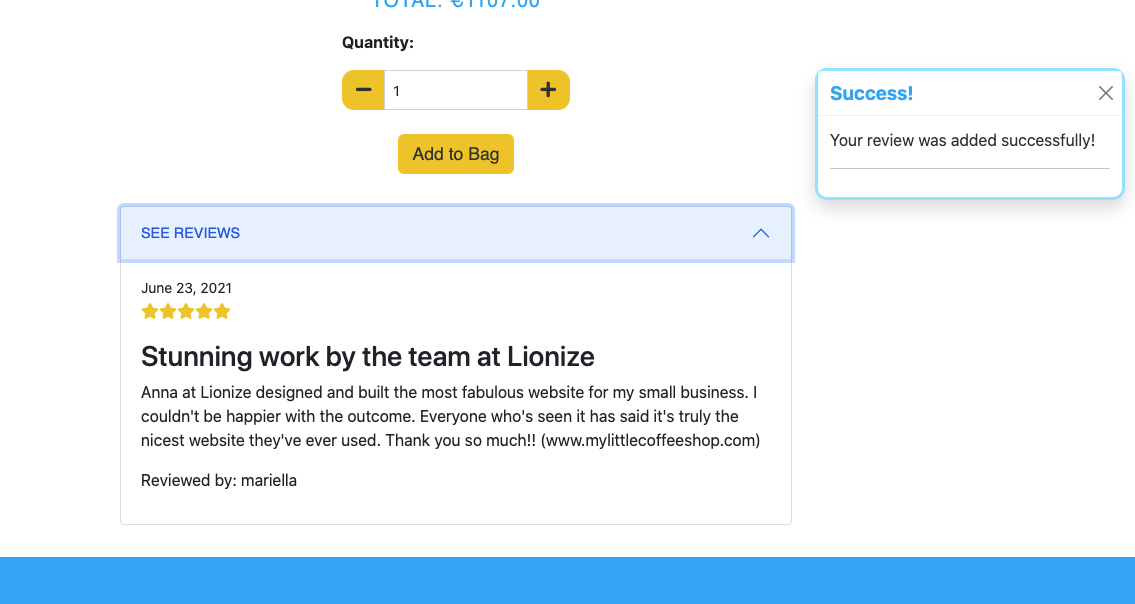 TOTAL: €1107.00
Quantity:
1
Success!
Your review was added successfully!
Add to Bag
SEE REVIEWS
June 23, 2021
Stunning work by the team at Lionize
Anna at Lionize designed and built the most fabulous website for my small business. I
couldn't be happier with the outcome. Everyone who's seen it has said it's truly the
nicest website they've ever used. Thank you so much!! (www.mylittlecoffeeshop.com)
Reviewed by: mariella